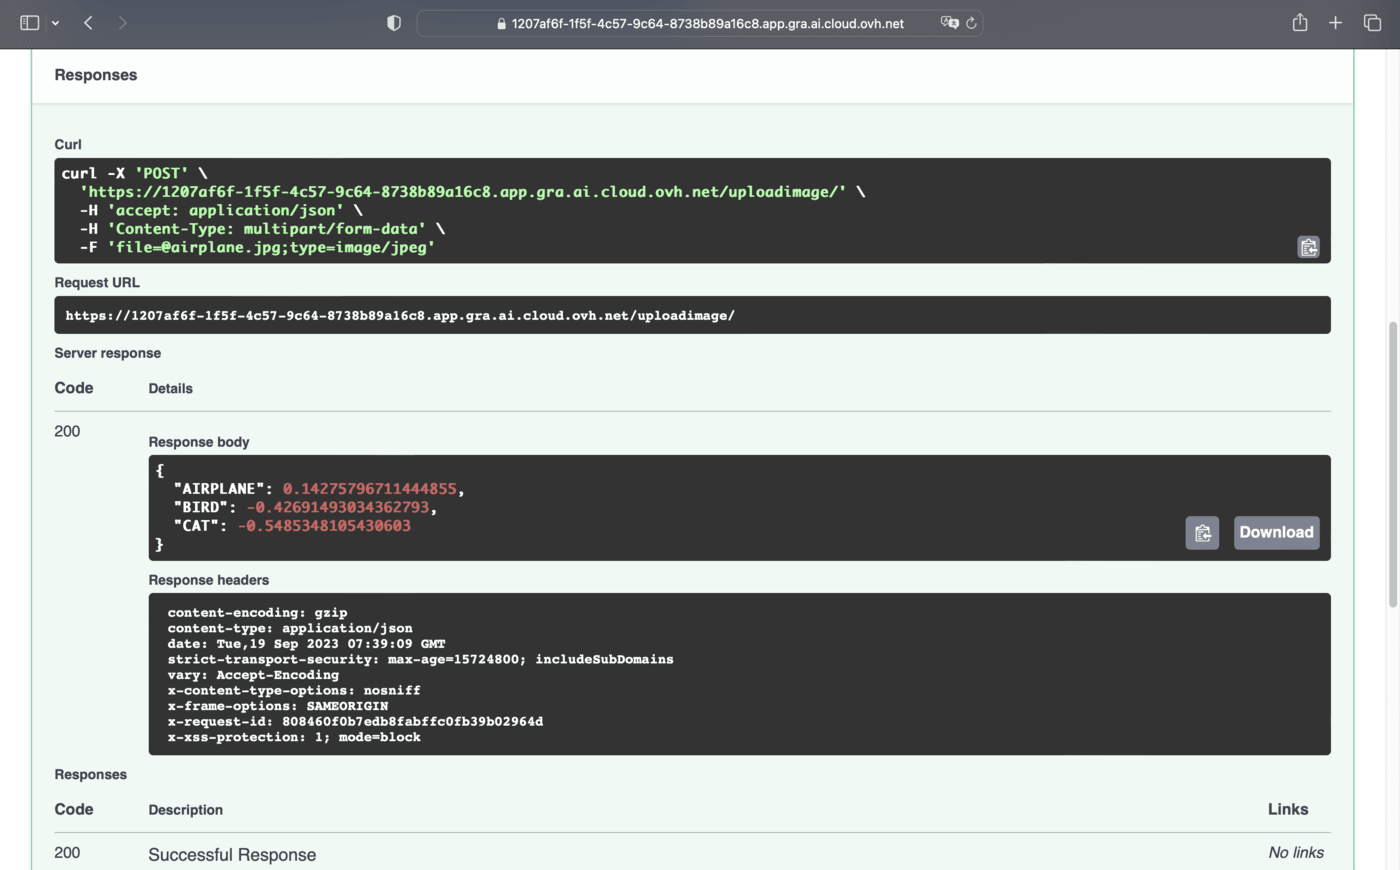 1207af6f-1f5f-4c57-9c64-8738b89a16c8.app.gra.ai.cloud.ovh.net
Responses
Curl
curl -X 'POST' \
'https://1207af6f-1f5f-4c57-9c64-8738b89a16c8.app.gra.ai.cloud.ovh.net/uploadimage/' \
-H 'accept: application/json' \
-H 'Content-Type: multipart/form-data' \
-F 'file=@airplane.jpg;type=image/jpeg'
Request URL
https://1207af6f-1f5f-4c57-9c64-8738b89a16c8.app.gra.ai.cloud.ovh.net/uploadimage/
Server response
Code Details
200
Response body
{
"AIRPLANE": 0.14275796711444855,
"BIRD": -0.42691493034362793,
"CAT": -0.5485348105430603
}
Download
Response headers
content-encoding: gzip
content-type: application/json
date: Tue,19 Sep 2023 07:39:09 GMT
strict-transport-security: max-age=15724800; includeSubDomains
vary: Accept-Encoding
x-content-type-options: nosniff
x-frame-options: SAMEORIGIN
x-request-id: 808460f0b7edb8fabffc0fb39b02964d
x-xss-protection: 1; mode=block
Responses
Code Description Links
200 Successful Response No links